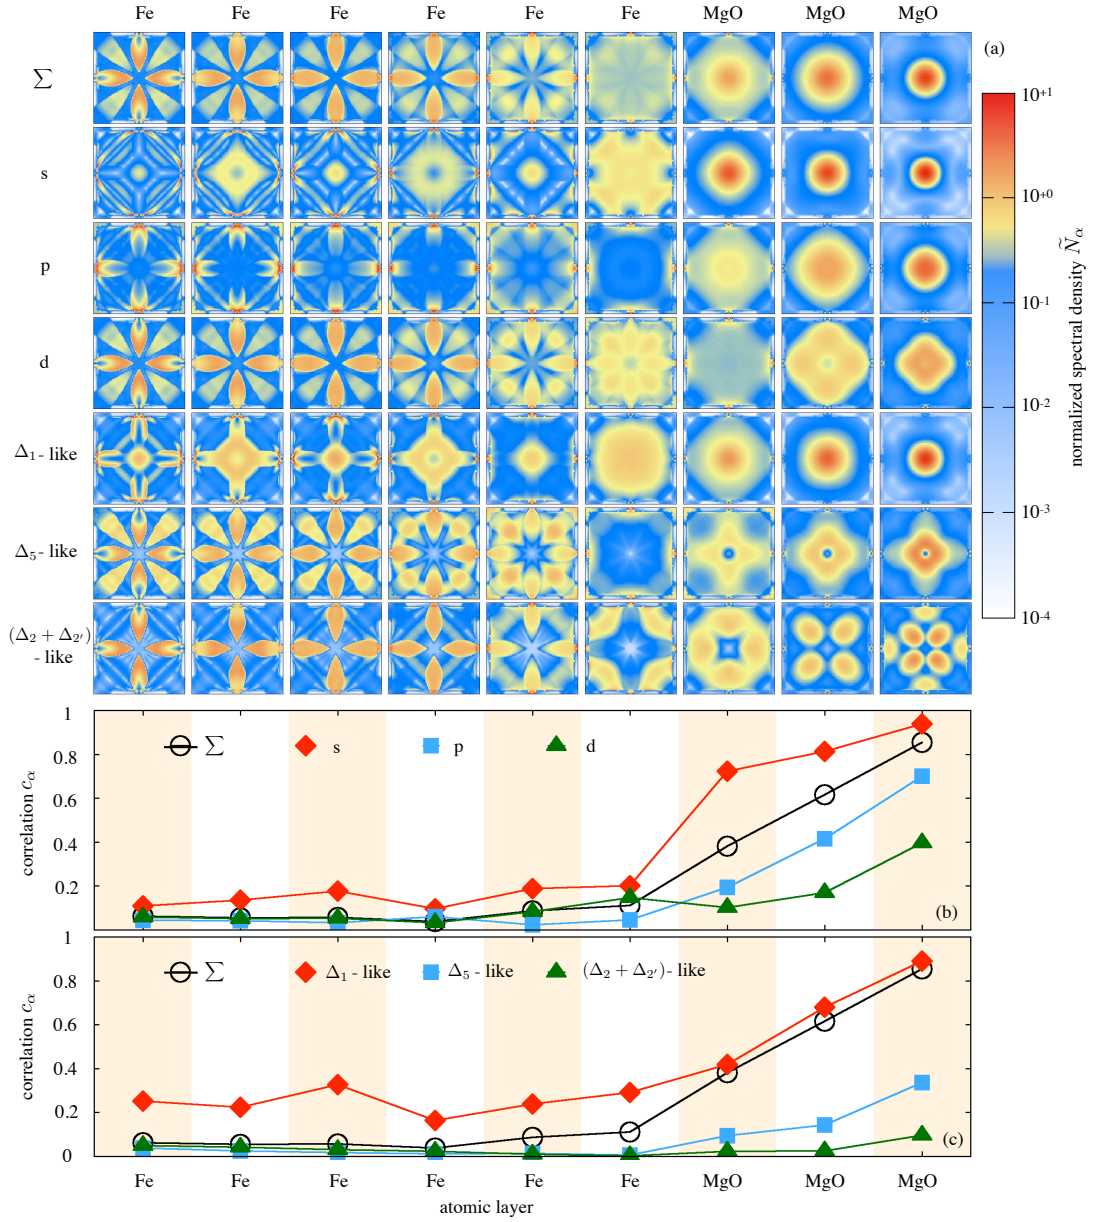 Fe Fe Fe Fe Fe Fe MgO MgO MgO
(a)
∑
s
p
d
Δ₁- like
Δ₅- like
(Δ₂ + Δ₂′)
- like
10⁺¹
10⁰
10⁻¹
10⁻²
10⁻³
10⁻⁴
normalized spectral density Ñα
1
0.8
0.6
0.4
0.2
correlation cα
∑ s p d
(b)
1
0.8
0.6
0.4
0.2
0
correlation cα
∑ Δ₁ - like Δ₅ - like (Δ₂ + Δ₂′)- like
(c)
Fe Fe Fe Fe Fe Fe MgO MgO MgO
atomic layer